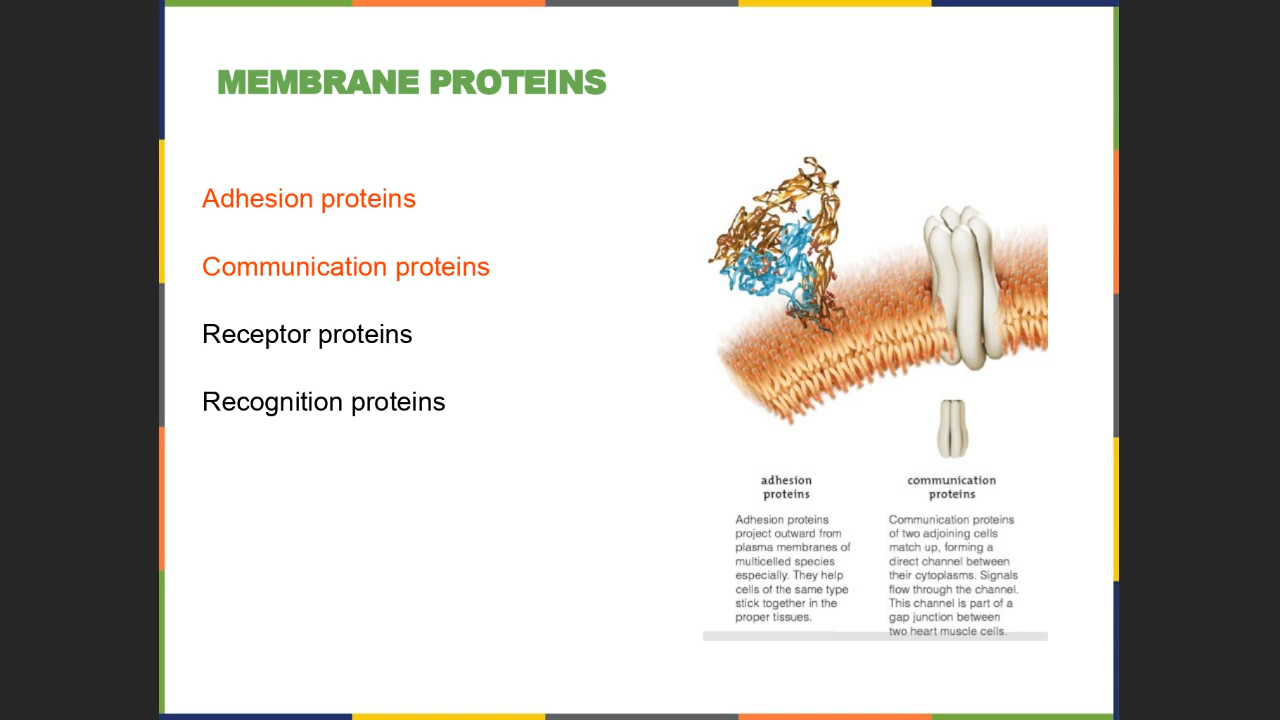 MEMBRANE PROTEINS
Adhesion proteins
Communication proteins
Receptor proteins
Recognition proteins
adhesion
proteins
Adhesion proteins
project outward from
plasma membranes of
multicelled species
especially. They help
cells of the same type
stick together in the
proper tissues.
communication
proteins
Communication proteins
of two adjoining cells
match up, forming a
direct channel between
their cytoplasms. Signals
flow through the channel.
This channel is part of a
gap junction between
two heart muscle cells.